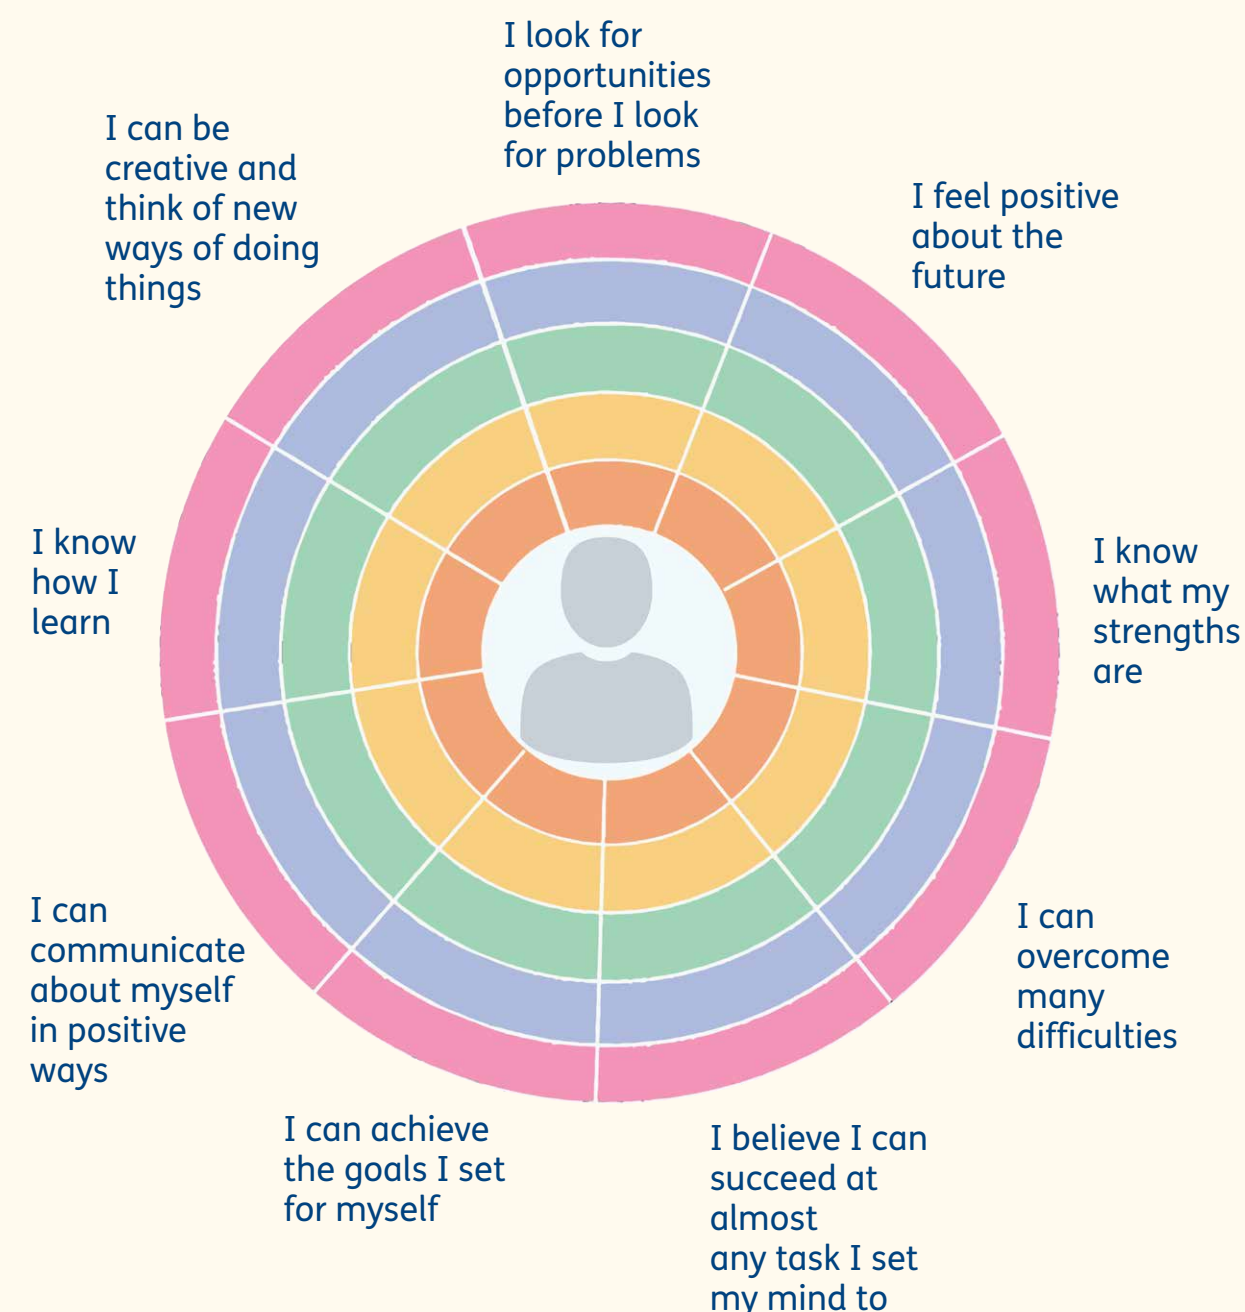 I look for
opportunities
before I look
for problems
I feel positive
about the
future
I know
what my
strengths
are
I can
overcome
many
difficulties
I believe I can
succeed at
almost
any task I set
my mind to
I can achieve
the goals I set
for myself
I can
communicate
about myself
in positive
ways
I know
how I
learn
I can be
creative and
think of new
ways of doing
things